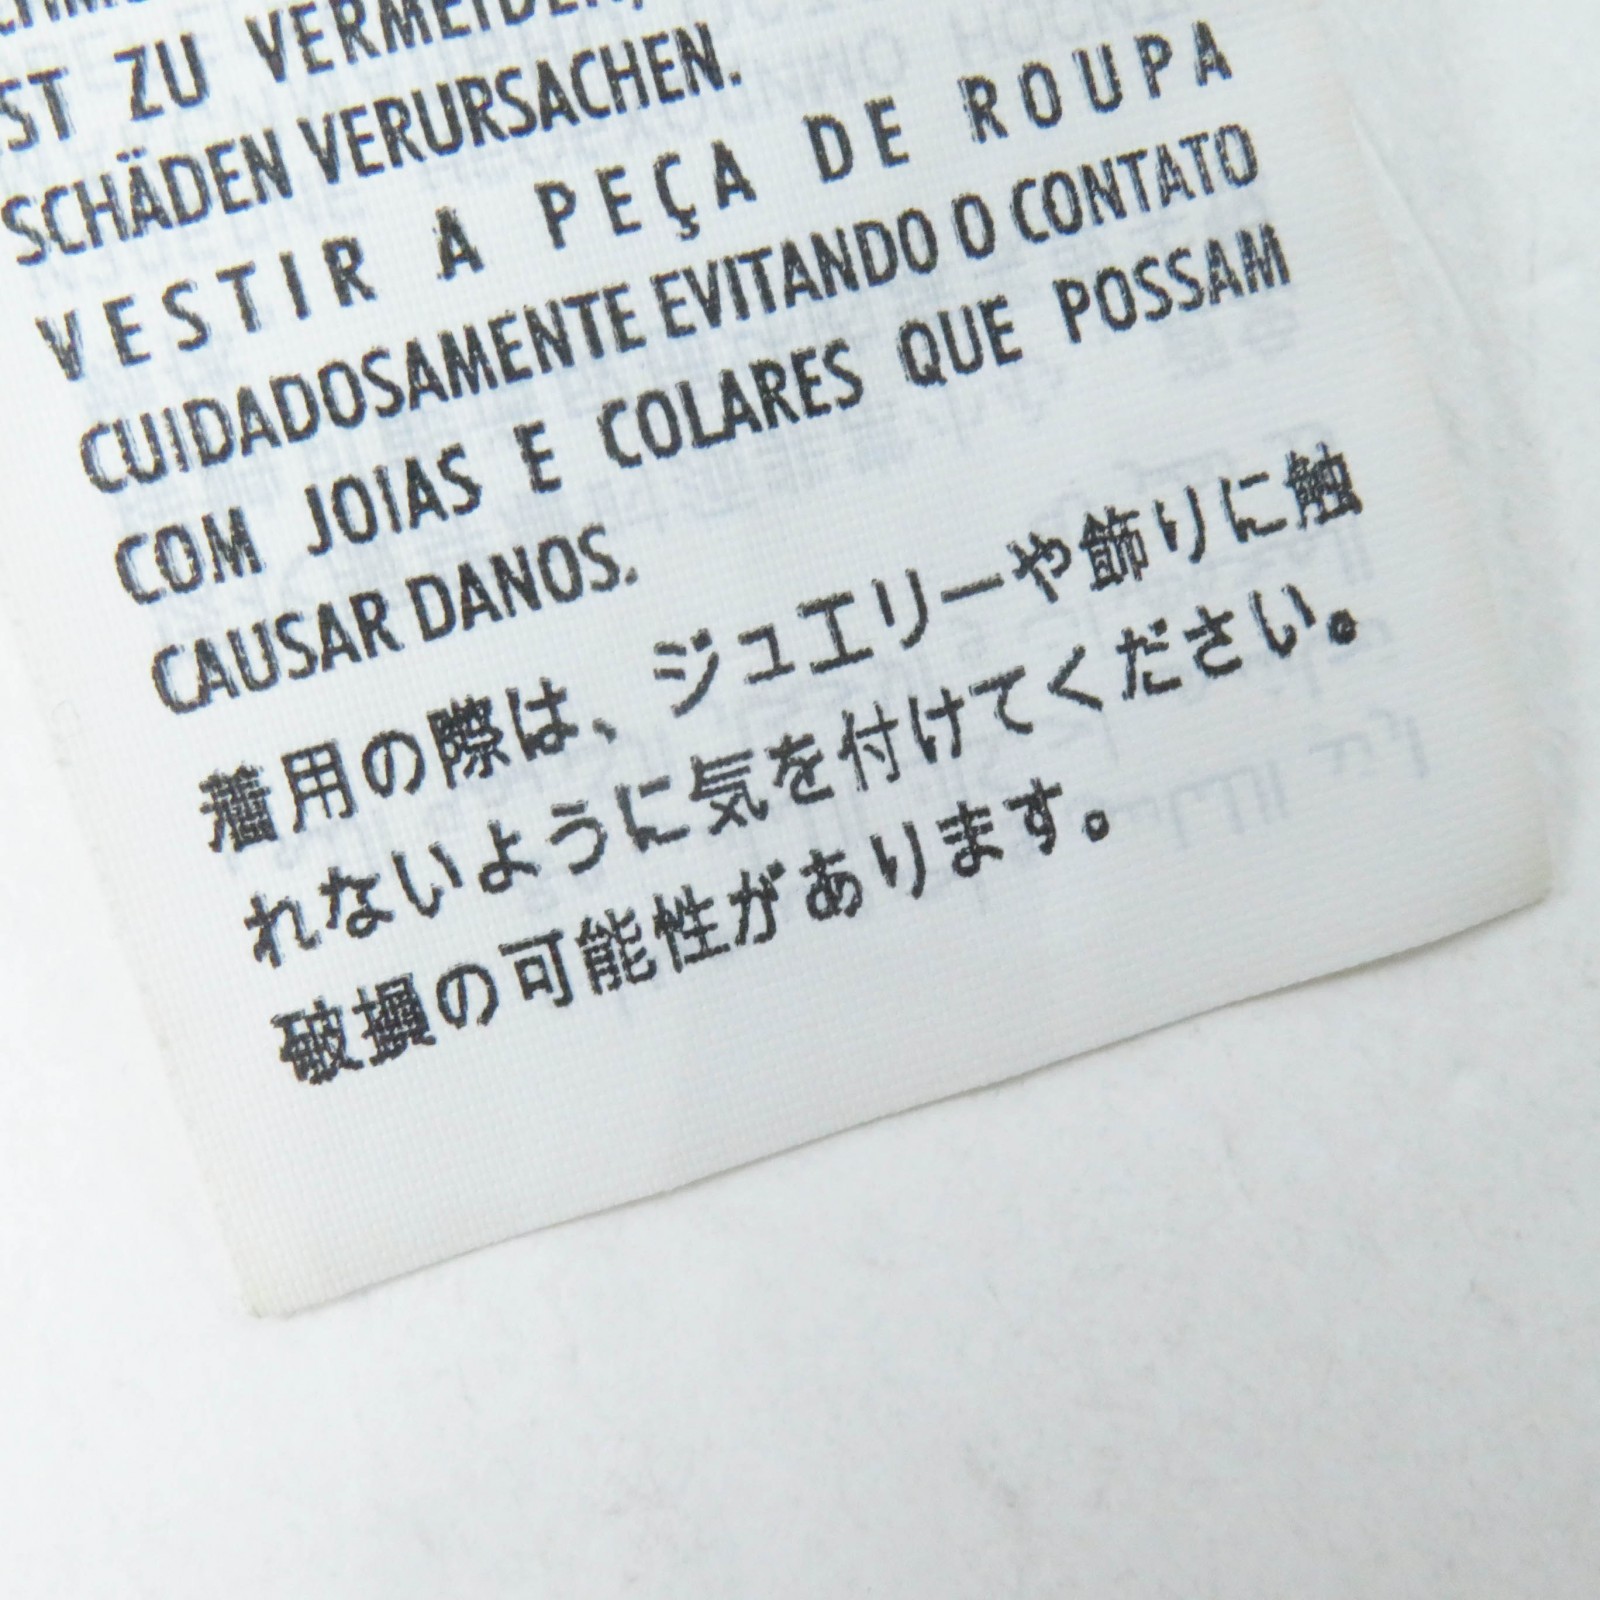 ST ZU VERMEIDEN,
SCHÄDEN VERURSACHEN.
VESTIR A PEÇA DE ROUPA
CUIDADOSAMENTE EVITANDO O CONTATO
COM JOIAS E COLARES QUE POSSAM
CAUSAR DANOS.
着用の際は、ジュエリーや飾りに触
れないように気を付けてください。
破損の可能性があります。